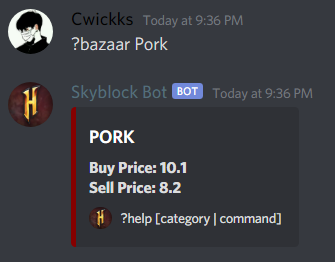 Cwickks Today at 9:36 PM
?bazaar Pork
Skyblock Bot BOT Today at 9:36 PM
PORK
Buy Price: 10.1
Sell Price: 8.2
?help [category | command]